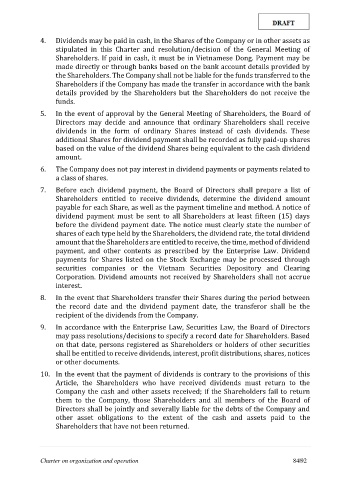 DRAFT
4. Dividends may be paid in cash, in the Shares of the Company or in other assets as
stipulated in this Charter and resolution/decision of the General Meeting of
Shareholders. If paid in cash, it must be in Vietnamese Dong. Payment may be
made directly or through banks based on the bank account details provided by
the Shareholders. The Company shall not be liable for the funds transferred to the
Shareholders if the Company has made the transfer in accordance with the bank
details provided by the Shareholders but the Shareholders do not receive the
funds.
5. In the event of approval by the General Meeting of Shareholders, the Board of
Directors may decide and announce that ordinary Shareholders shall receive
dividends in the form of ordinary Shares instead of cash dividends. These
additional Shares for dividend payment shall be recorded as fully paid-up shares
based on the value of the dividend Shares being equivalent to the cash dividend
amount.
6. The Company does not pay interest in dividend payments or payments related to
a class of shares.
7. Before each dividend payment, the Board of Directors shall prepare a list of
Shareholders entitled to receive dividends, determine the dividend amount
payable for each Share, as well as the payment timeline and method. A notice of
dividend payment must be sent to all Shareholders at least fifteen (15) days
before the dividend payment date. The notice must clearly state the number of
shares of each type held by the Shareholders, the dividend rate, the total dividend
amount that the Shareholders are entitled to receive, the time, method of dividend
payment, and other contents as prescribed by the Enterprise Law. Dividend
payments for Shares listed on the Stock Exchange may be processed through
securities companies or the Vietnam Securities Depository and Clearing
Corporation. Dividend amounts not received by Shareholders shall not accrue
interest.
8. In the event that Shareholders transfer their Shares during the period between
the record date and the dividend payment date, the transferor shall be the
recipient of the dividends from the Company.
9. In accordance with the Enterprise Law, Securities Law, the Board of Directors
may pass resolutions/decisions to specify a record date for Shareholders. Based
on that date, persons registered as Shareholders or holders of other securities
shall be entitled to receive dividends, interest, profit distributions, shares, notices
or other documents.
10. In the event that the payment of dividends is contrary to the provisions of this
Article, the Shareholders who have received dividends must return to the
Company the cash and other assets received; if the Shareholders fail to return
them to the Company, those Shareholders and all members of the Board of
Directors shall be jointly and severally liable for the debts of the Company and
other asset obligations to the extent of the cash and assets paid to the
Shareholders that have not been returned.
Charter on organization and operation 8492